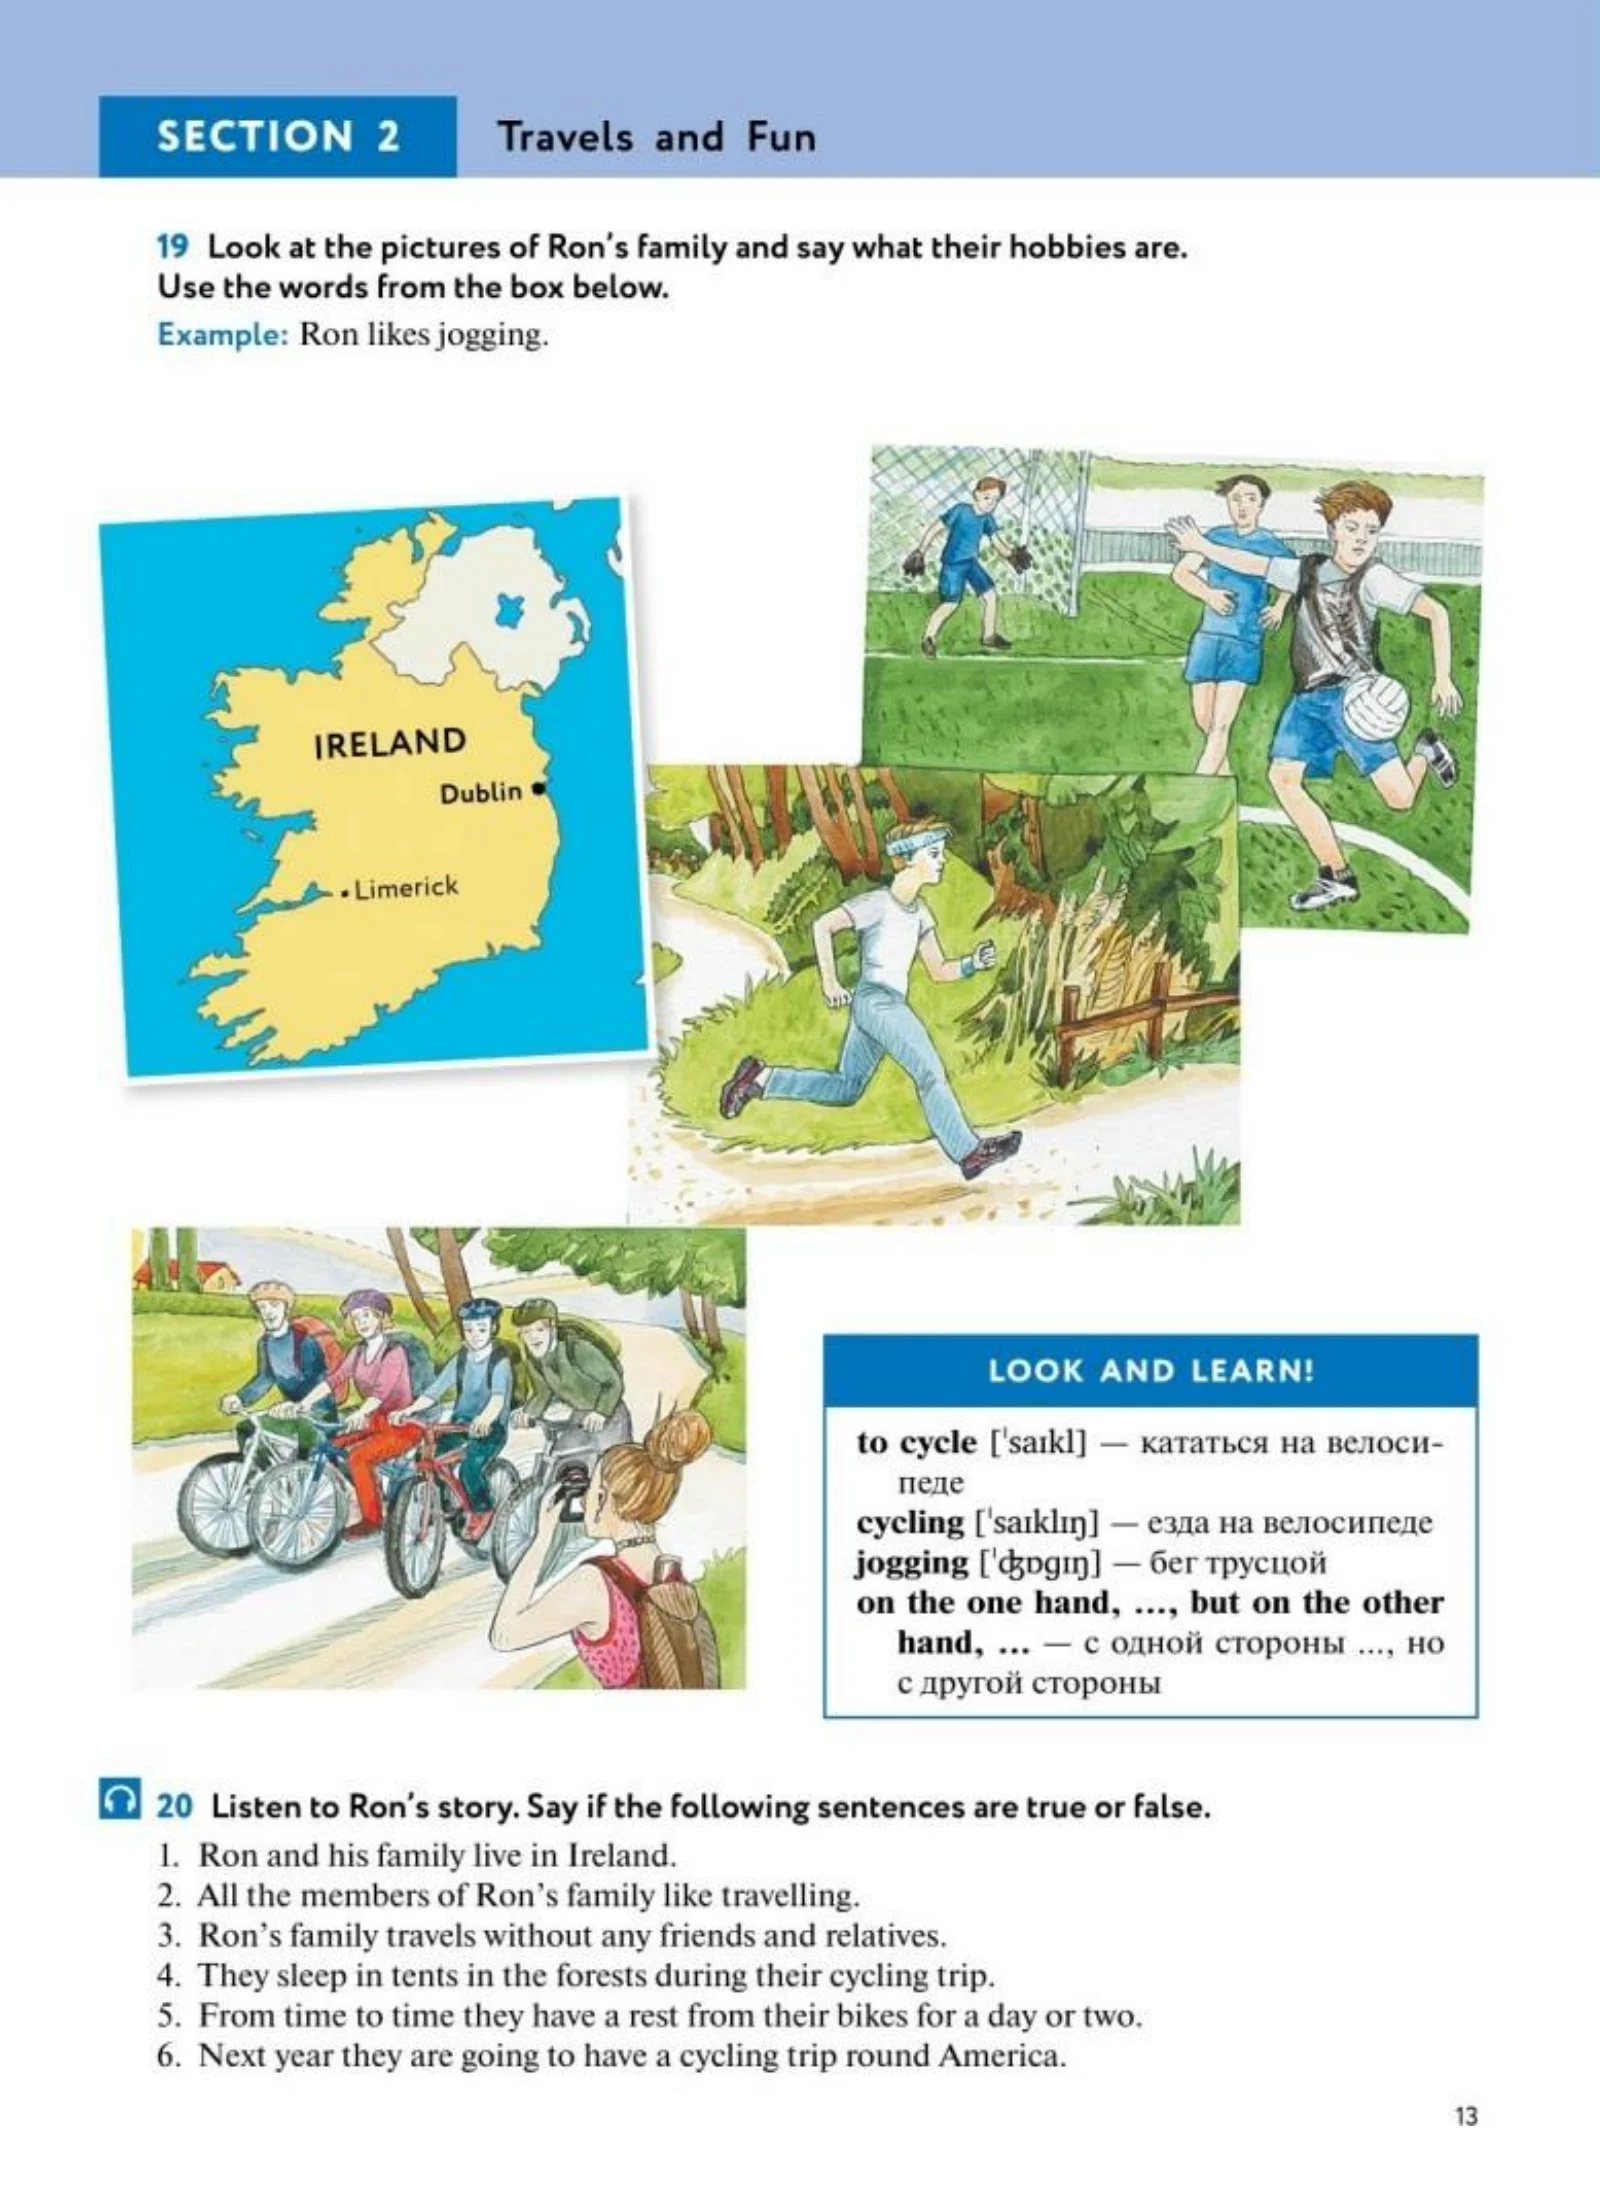 SECTION 2
Travels and Fun
19 Look at the pictures of Ron's family and say what their hobbies are.
Use the words from the box below.
Example: Ron likes jogging.
IRELAND
Dublin
Limerick
LOOK AND LEARN!
to cycle [ˈsaɪkl] — кататься на велоси-
педе
cycling [ˈsaɪklɪŋ] — езда на велосипеде
jogging [ˈʤɒgɪŋ] — бег трусцой
on the one hand, ..., but on the other
hand, ... — с одной стороны ..., но
с другой стороны
20 Listen to Ron's story. Say if the following sentences are true or false.
1. Ron and his family live in Ireland.
2. All the members of Ron's family like travelling.
3. Ron's family travels without any friends and relatives.
4. They sleep in tents in the forests during their cycling trip.
5. From time to time they have a rest from their bikes for a day or two.
6. Next year they are going to have a cycling trip round America.
13